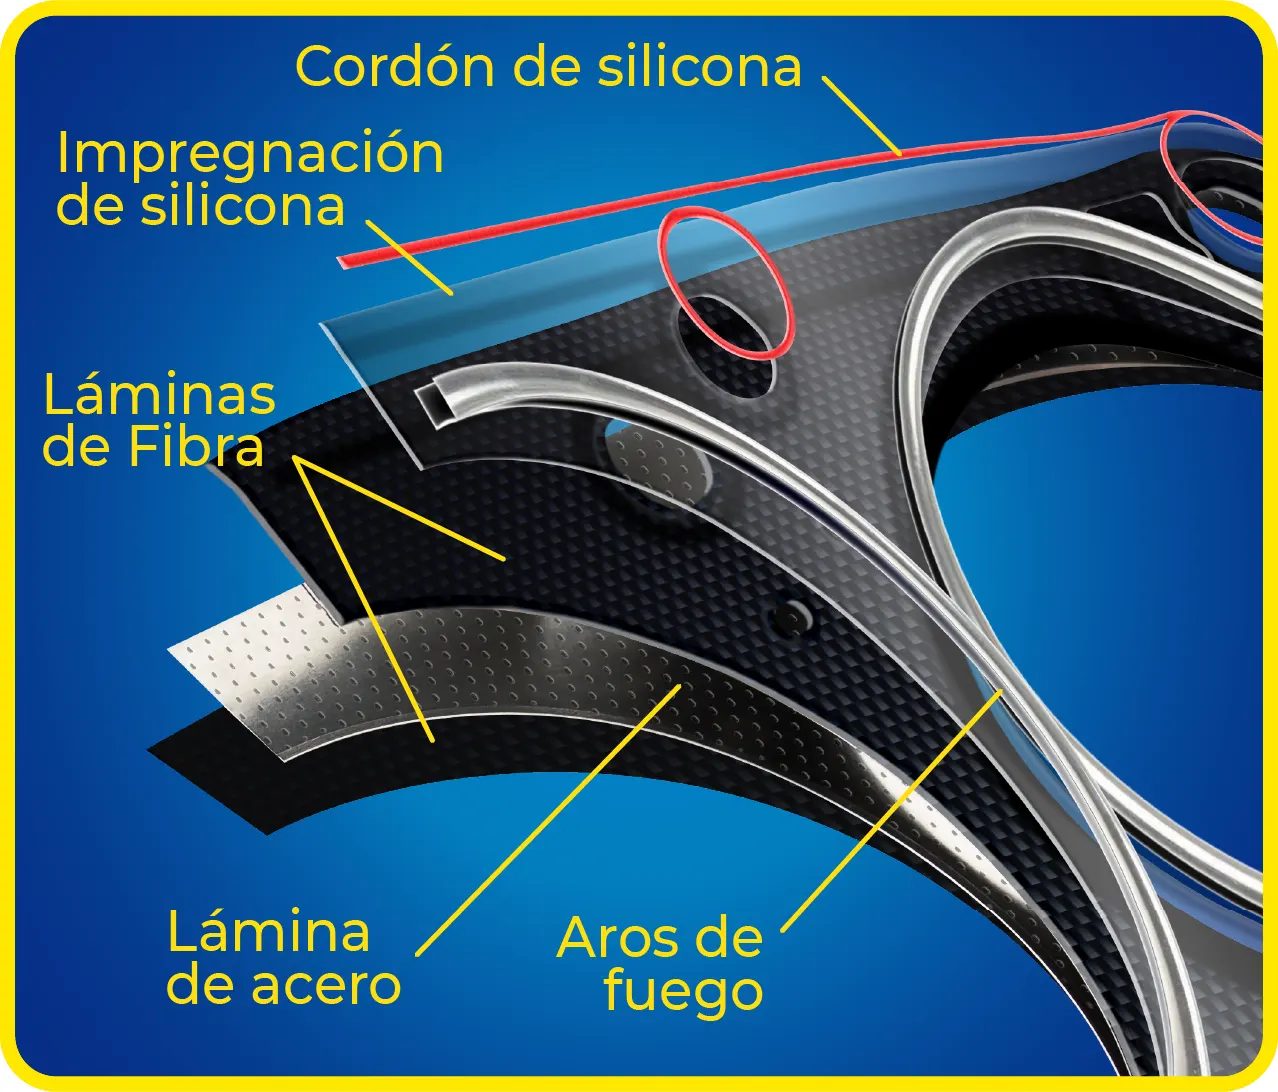 Cordón de silicona
Impregnación
de silicona
Láminas
de Fibra
Lámina
de acero
Aros de
fuego